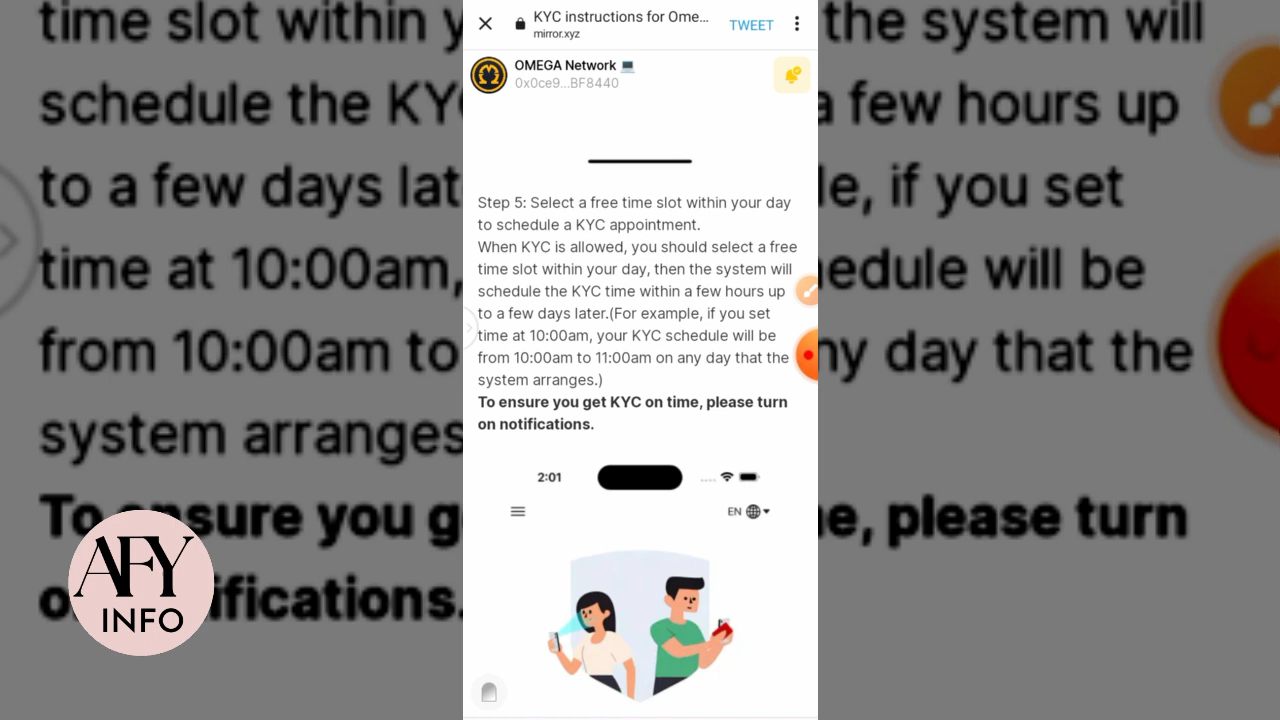 KYC instructions for Ome...
mirror.xyz
TWEET
OMEGA Network
0x0ce9...BF8440
Step 5: Select a free time slot within your day
to schedule a KYC appointment.
When KYC is allowed, you should select a free
time slot within your day, then the system will
schedule the KYC time within a few hours up
to a few days later.(For example, if you set
time at 10:00am, your KYC schedule will be
from 10:00am to 11:00am on any day that the
system arranges.)
To ensure you get KYC on time, please turn
on notifications.
2:01
EN
time slot within y
the system will
schedule the KY
a few hours up
to a few days lat
le, if you set
time at 10:00am,
edule will be
from 10:00am to
ny day that the
system arranges
To ensure you g
e, please turn
ifications.
AFY
INFO